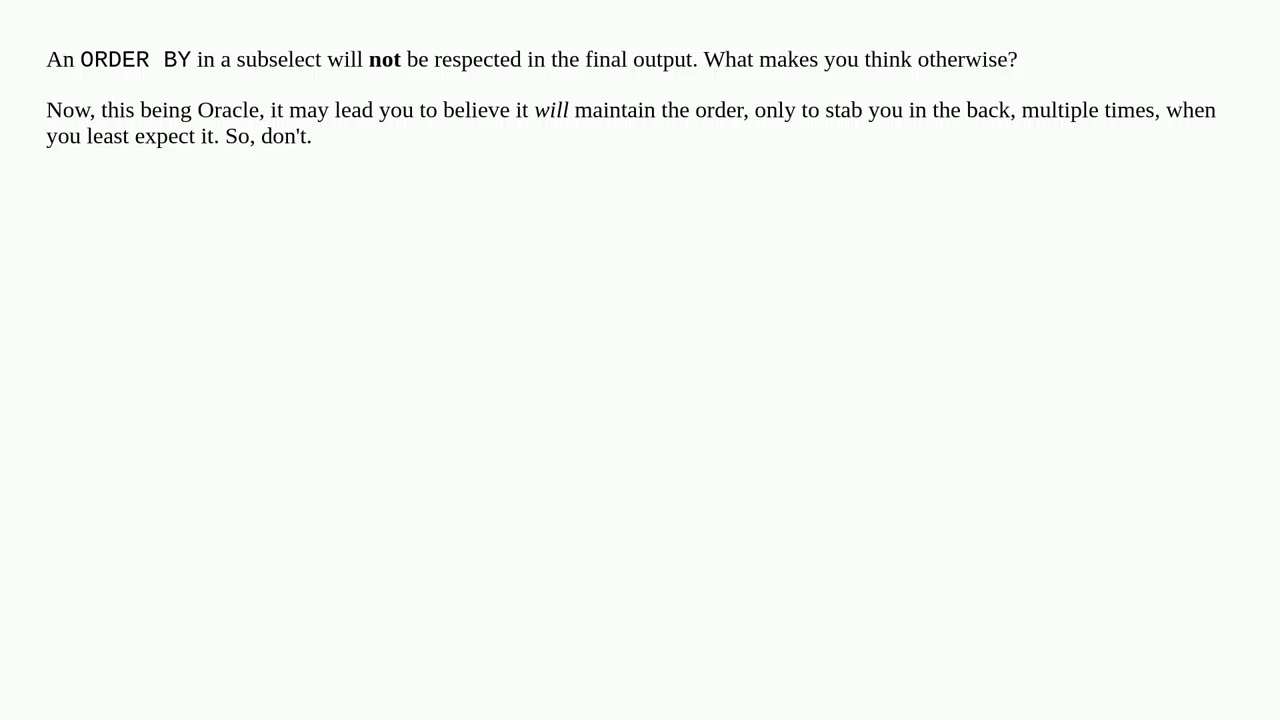 An ORDER BY in a subselect will not be respected in the final output. What makes you think otherwise?
Now, this being Oracle, it may lead you to believe it will maintain the order, only to stab you in the back, multiple times, when
you least expect it. So, don't.